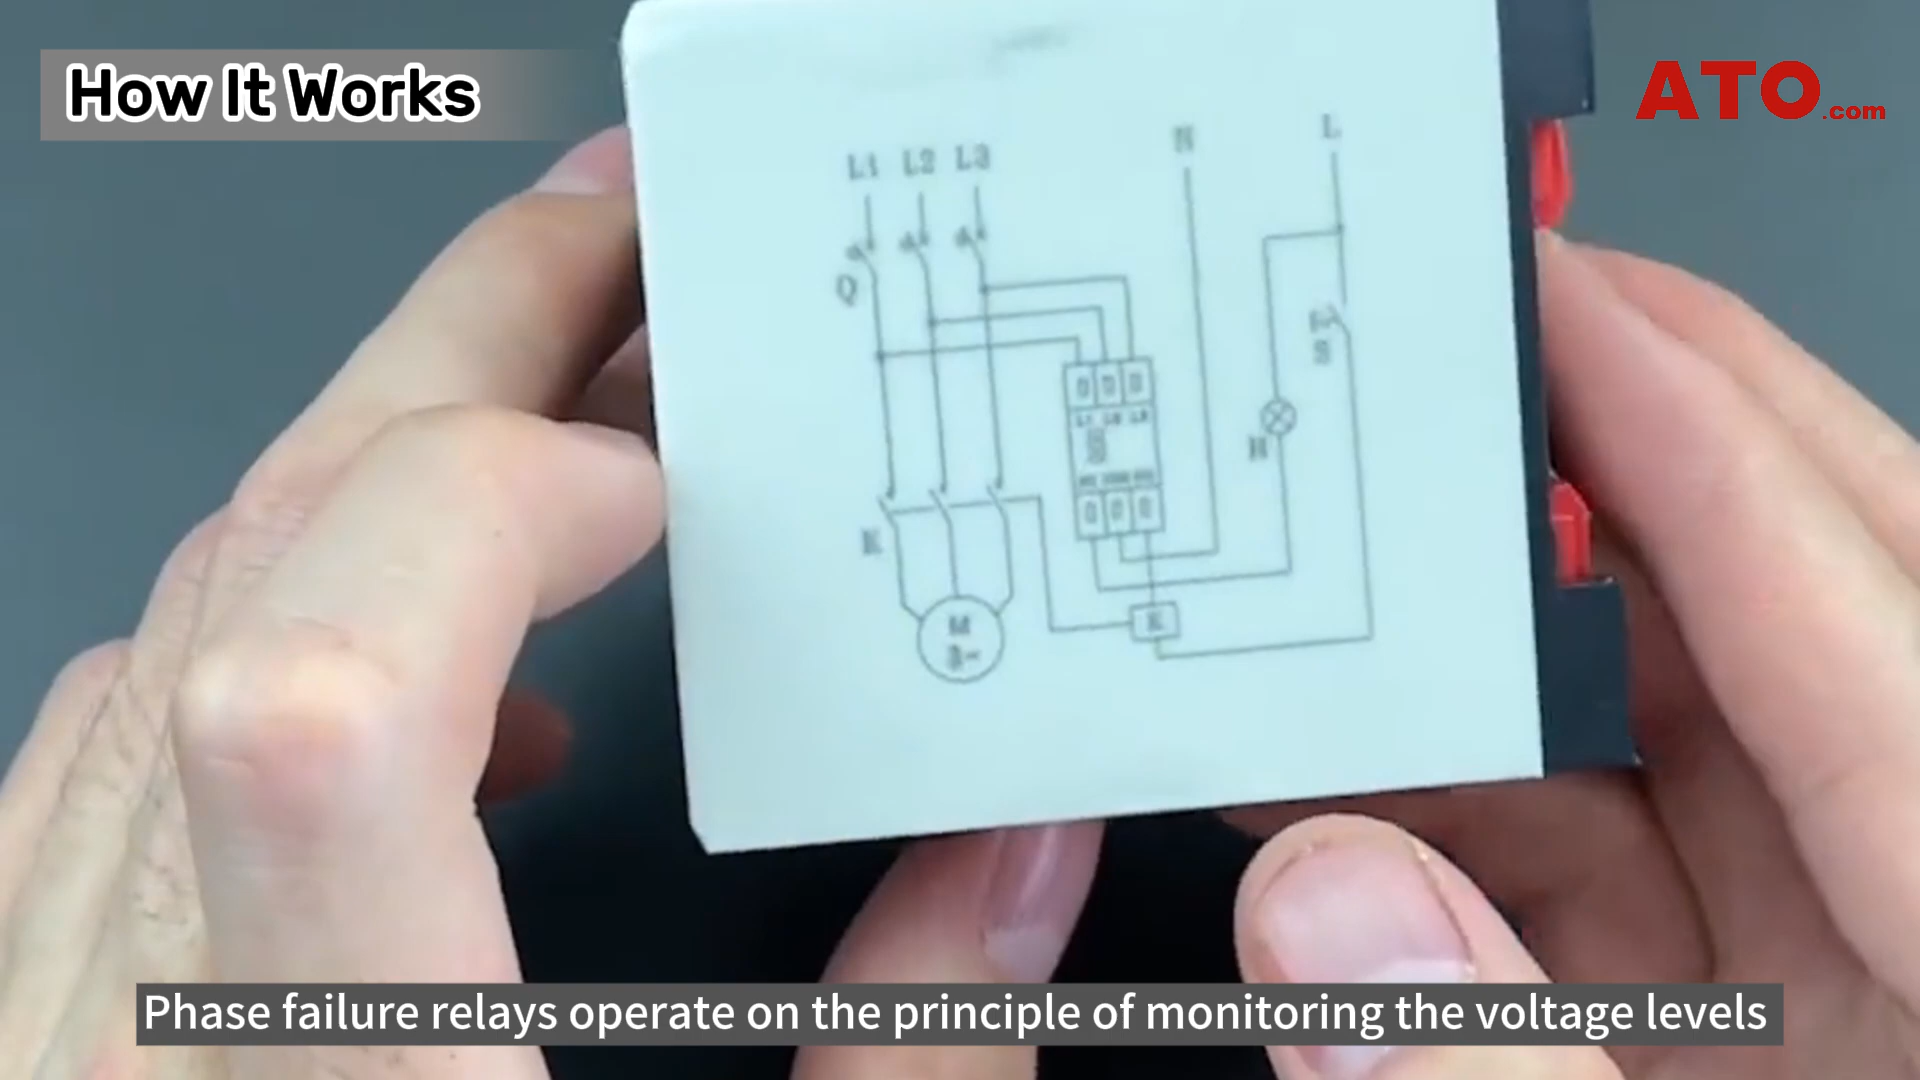 How It Works
ATO.com
L1 L2 L3
N
L
Q
S
H
K
K
M
3~
Phase failure relays operate on the principle of monitoring the voltage levels